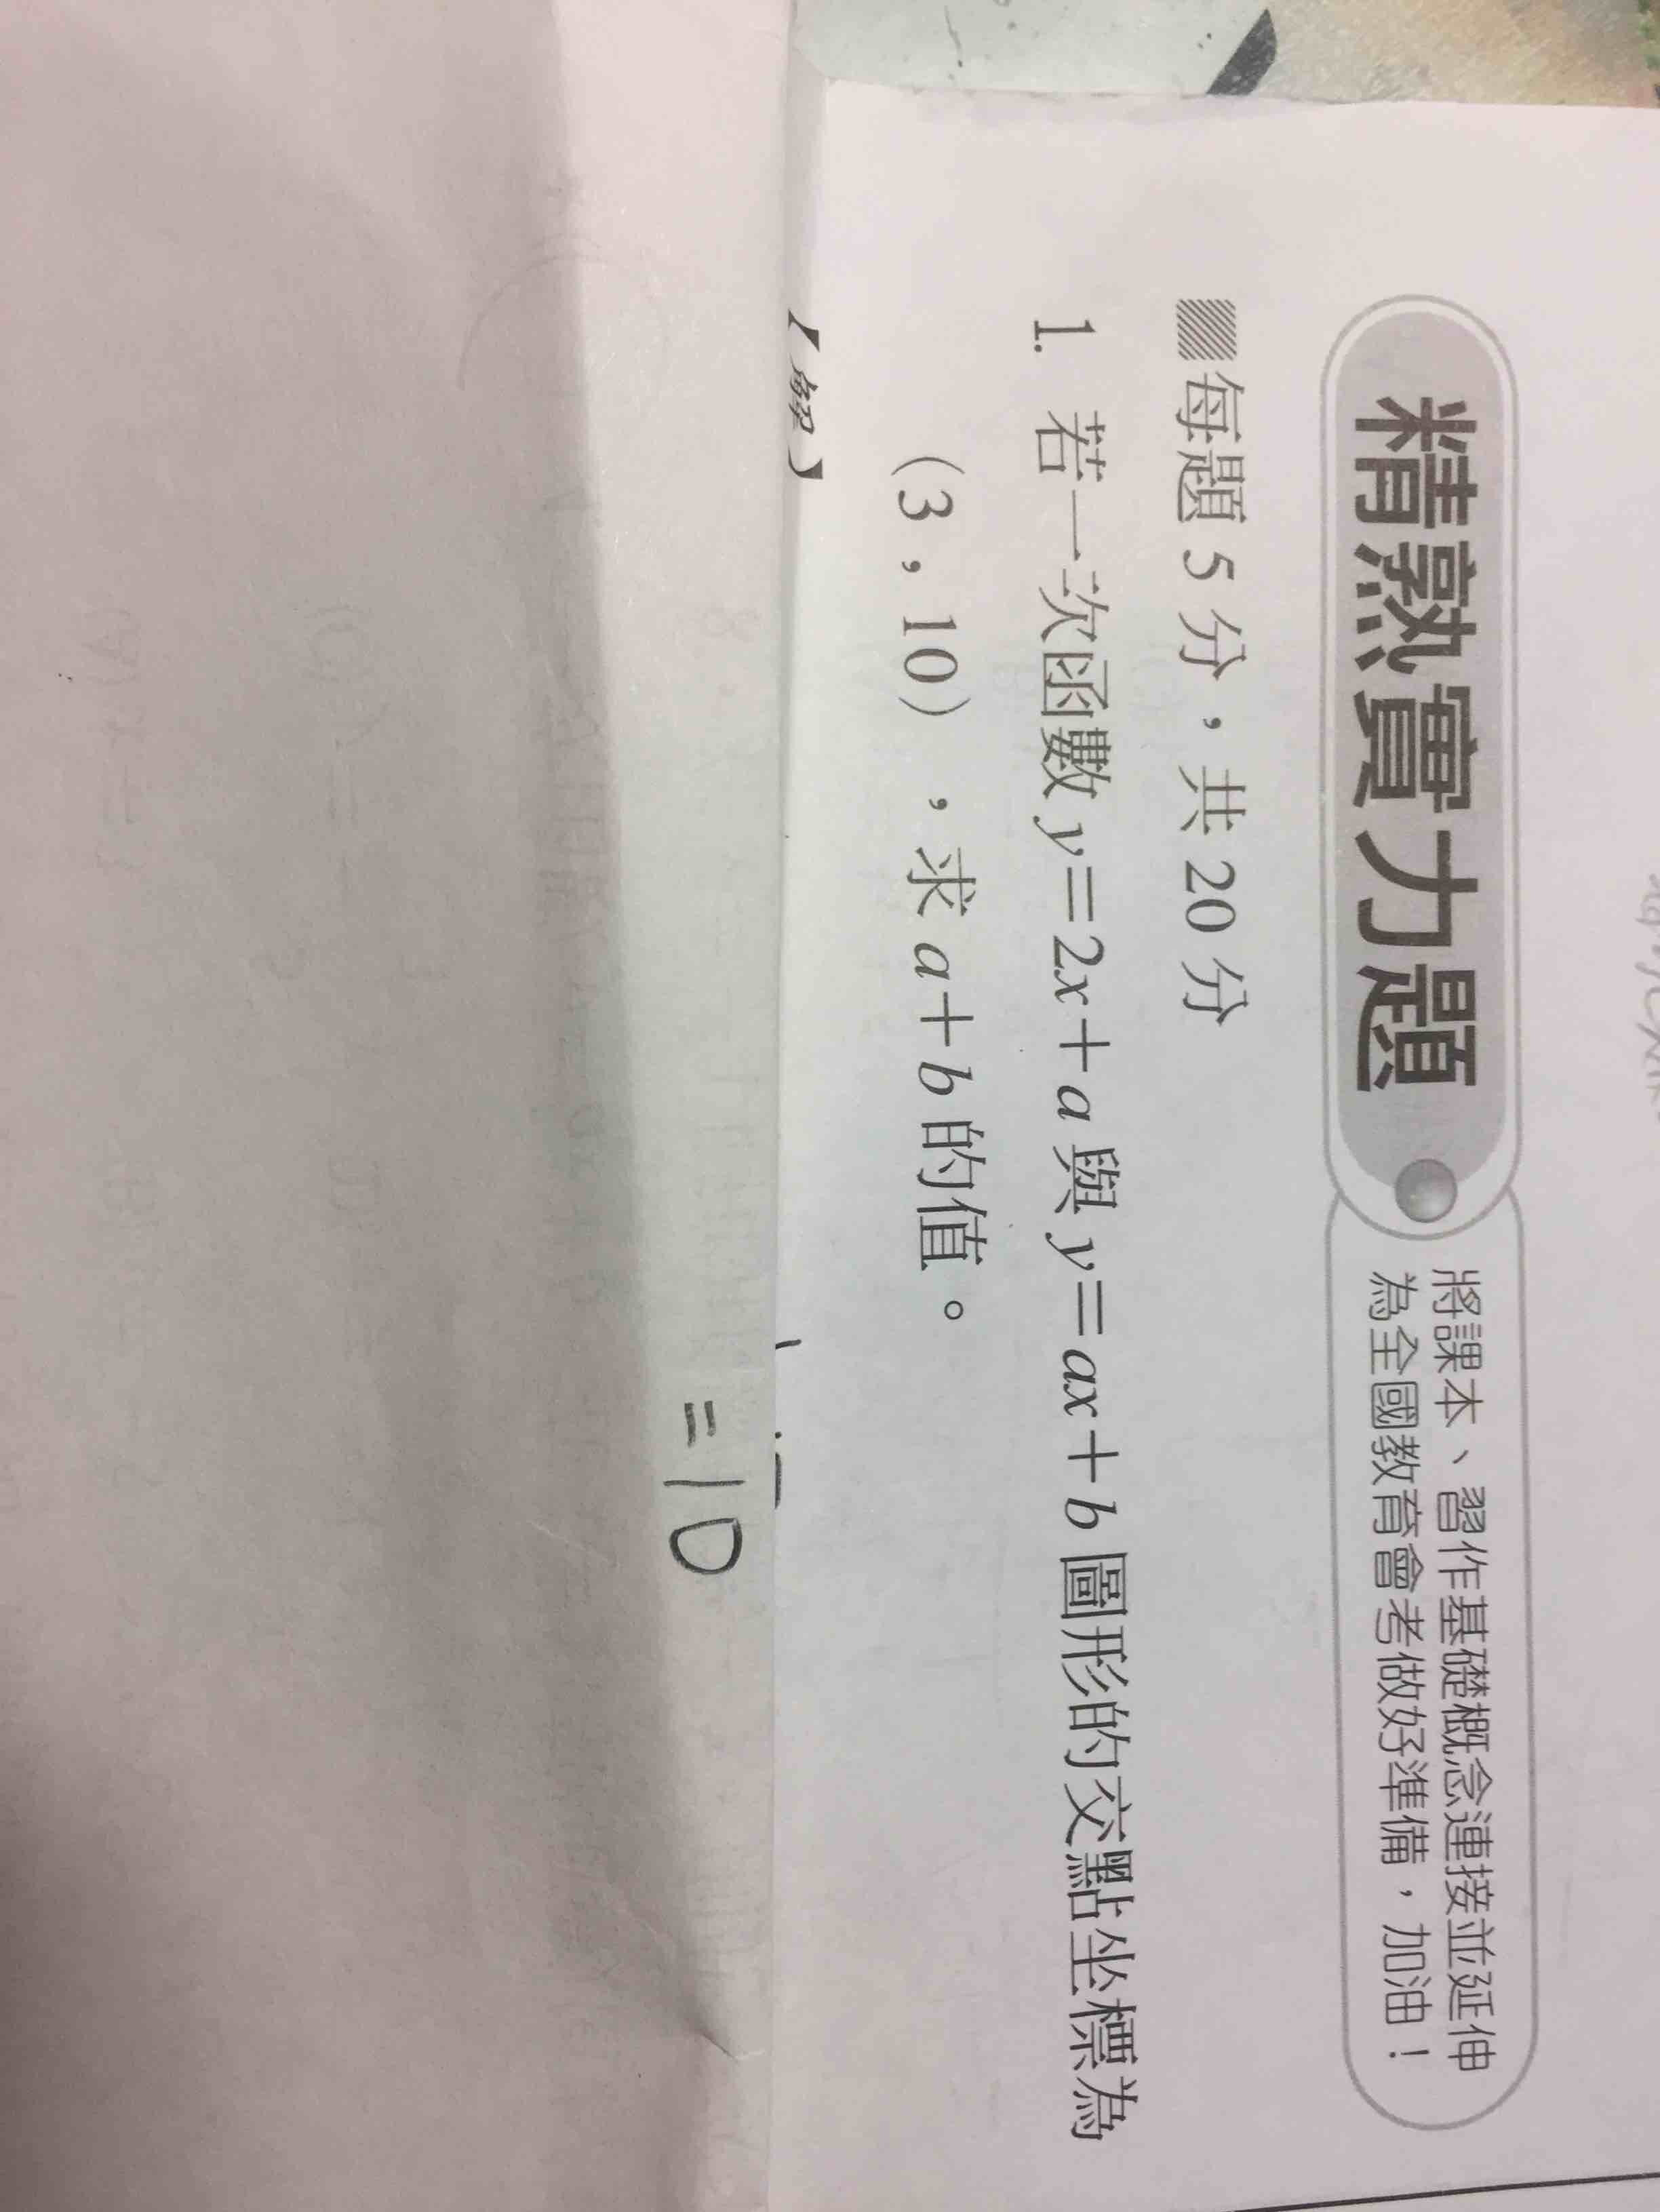 精熟實力題
將課本、習作基礎概念連接並延伸
為全國教育會考做好準備，加油！
每題 5 分，共 20 分
1. 若一次函數 y=2x+a 與 y=ax+b 圖形的交點坐標為
(3，10)，求 a+b 的值。
【解】
=10